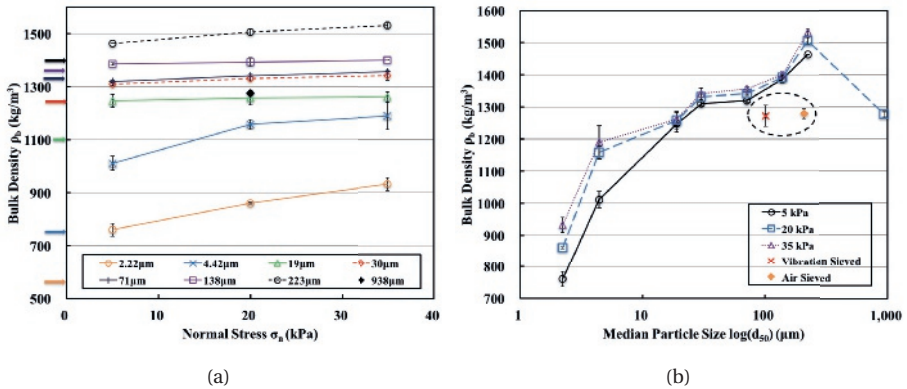 (a)
1500
1300
1100
900
700
500
Bulk Density ρb (kg/m³)
2.22μm 4.42μm 19μm 30μm
71μm 138μm 223μm 938μm
0 10 20 30 40
Normal Stress σn (kPa)
(a)
(b)
1600
1500
1400
1300
1200
1100
1000
900
800
700
Bulk Density ρb (kg/m³)
5 kPa
20 kPa
35 kPa
Vibration Sieved
Air Sieved
1 10 100 1,000
Median Particle Size log(d50) (μm)
(b)